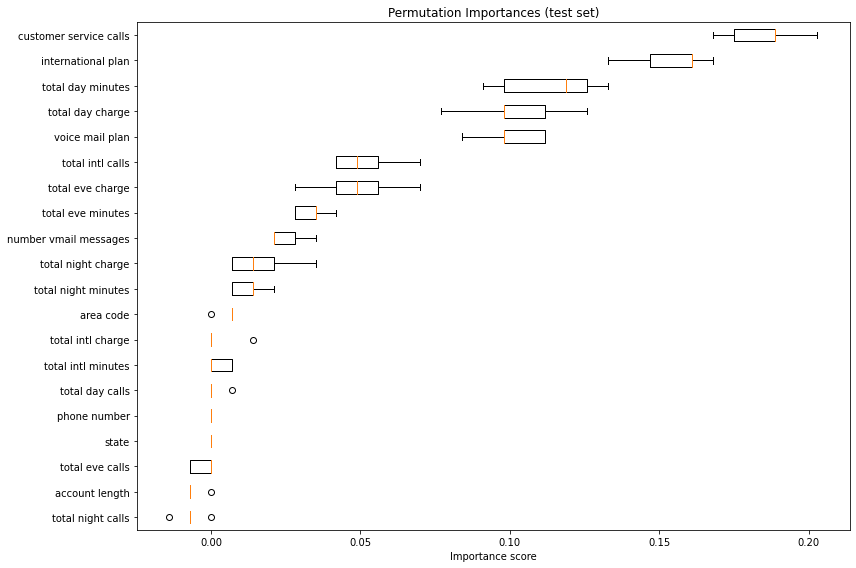 Permutation Importances (test set)
customer service calls
international plan
total day minutes
total day charge
voice mail plan
total intl calls
total eve charge
total eve minutes
number vmail messages
total night charge
total night minutes
area code
total intl charge
total intl minutes
total day calls
phone number
state
total eve calls
account length
total night calls
0.00 0.05 0.10 0.15 0.20
Importance score